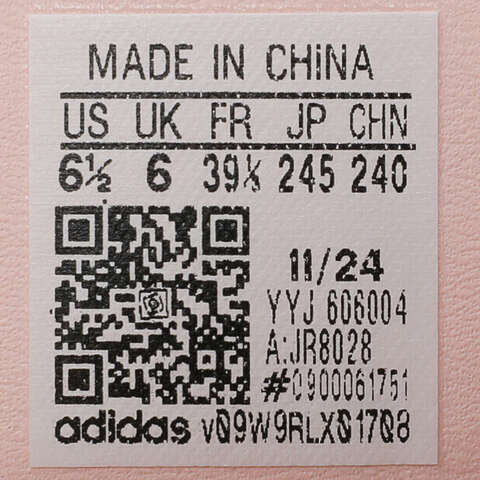 MADE IN CHiNA
US UK FR JP CHN
6½ 6 39⅓ 245 240
11/24
YYJ 606004
A:JR8028
#0900061751
adidas v09W9RLX01708